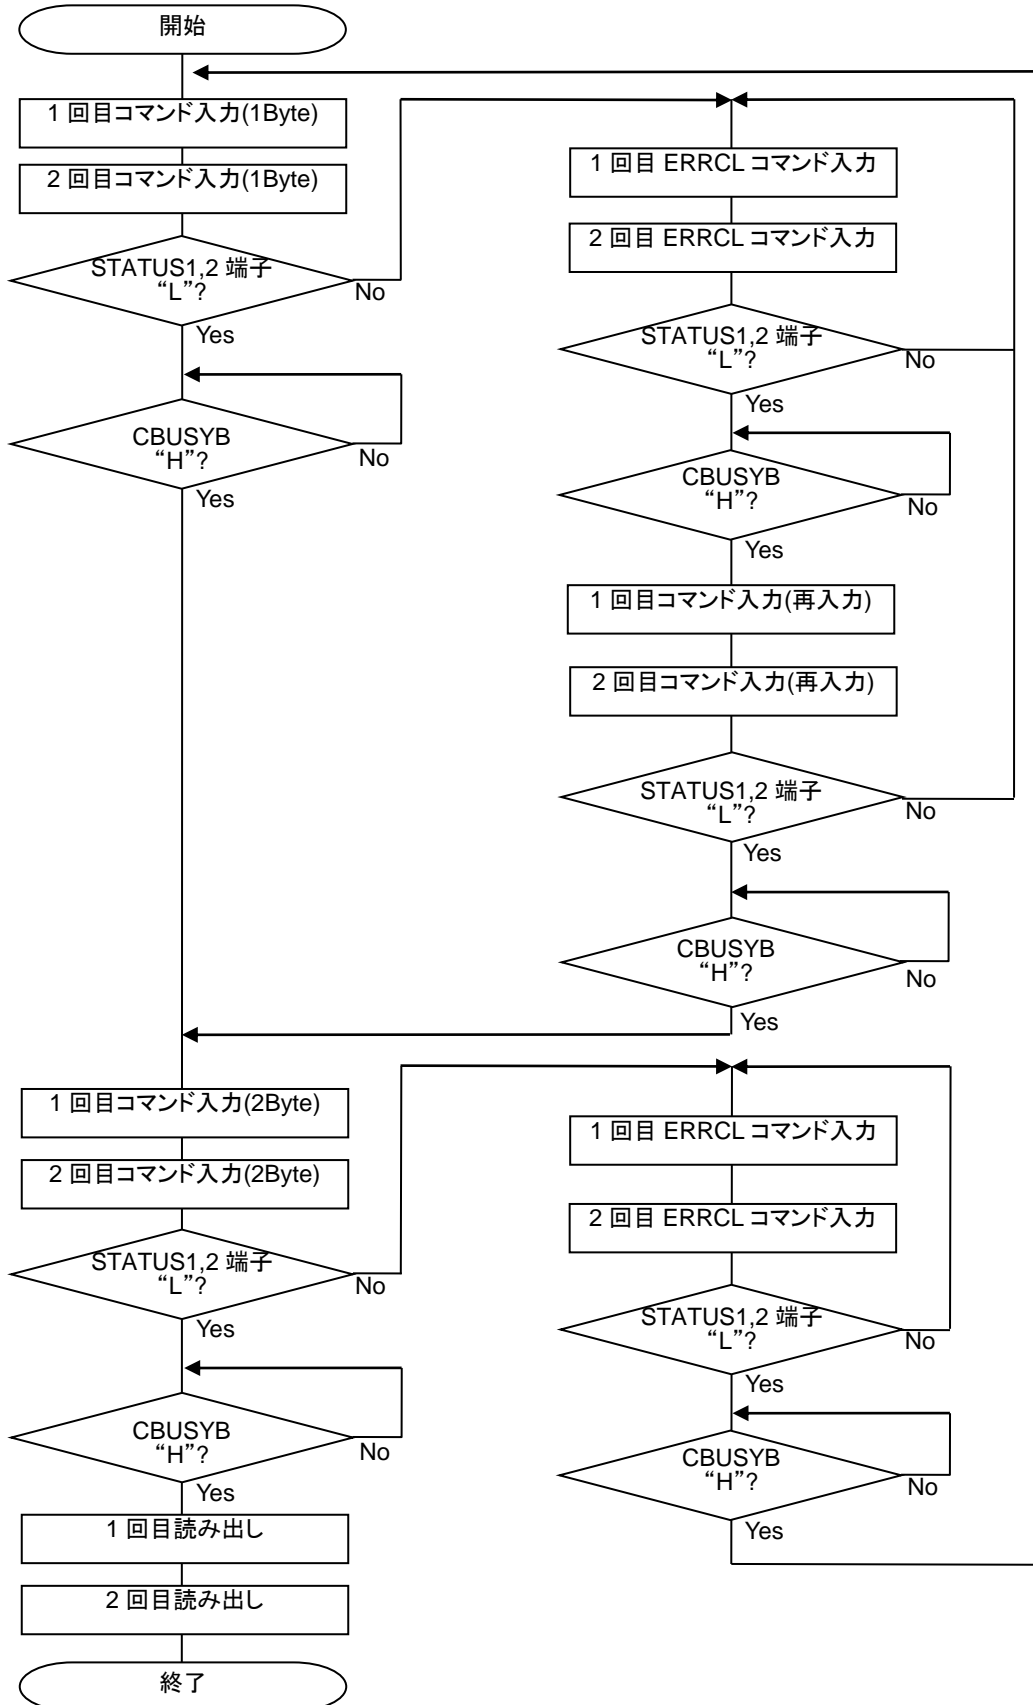 開始
1 回目コマンド入力(1Byte)
2 回目コマンド入力(1Byte)
STATUS1,2 端子
“L”?
No
Yes
CBUSYB
“H”?
No
Yes
1 回目 ERRCL コマンド入力
2 回目 ERRCL コマンド入力
STATUS1,2 端子
“L”?
No
Yes
CBUSYB
“H”?
No
Yes
1 回目コマンド入力(再入力)
2 回目コマンド入力(再入力)
STATUS1,2 端子
“L”?
No
Yes
CBUSYB
“H”?
No
Yes
1 回目コマンド入力(2Byte)
2 回目コマンド入力(2Byte)
STATUS1,2 端子
“L”?
No
Yes
CBUSYB
“H”?
No
Yes
1 回目読み出し
2 回目読み出し
終了
1 回目 ERRCL コマンド入力
2 回目 ERRCL コマンド入力
STATUS1,2 端子
“L”?
No
Yes
CBUSYB
“H”?
No
Yes